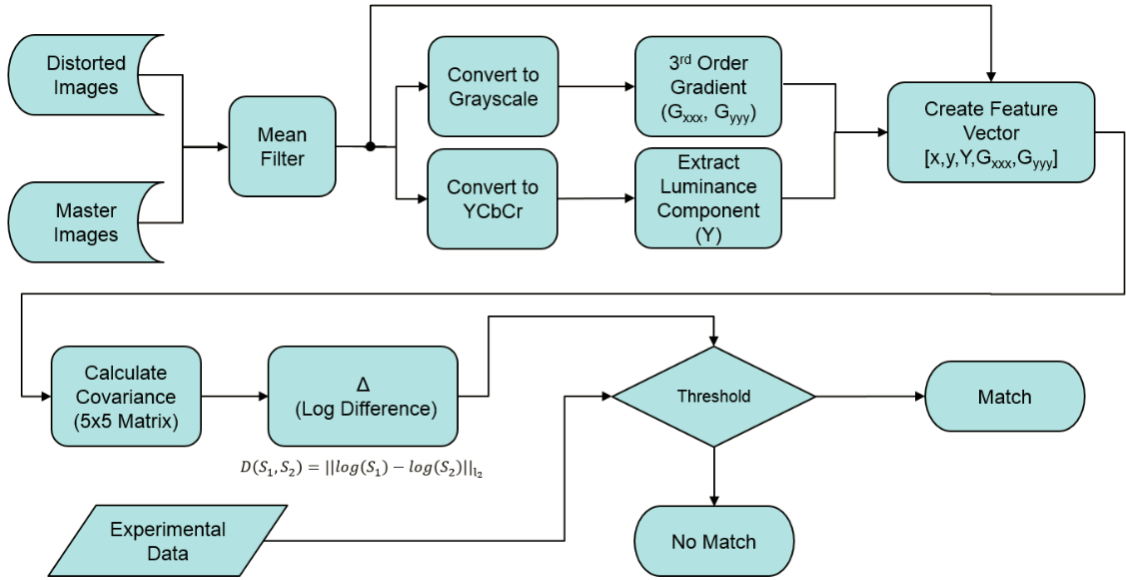 Distorted
Images
Master
Images
Mean
Filter
Convert to
Grayscale
3rd Order
Gradient
(Gxxx, Gyyy)
Convert to
YCbCr
Extract
Luminance
Component
(Y)
Create Feature
Vector
[x,y,Y,Gxxx,Gyyy]
Calculate
Covariance
(5x5 Matrix)
Δ
(Log Difference)
D(S1,S2) = ||log(S1) − log(S2)||l2
Threshold
Match
No Match
Experimental
Data